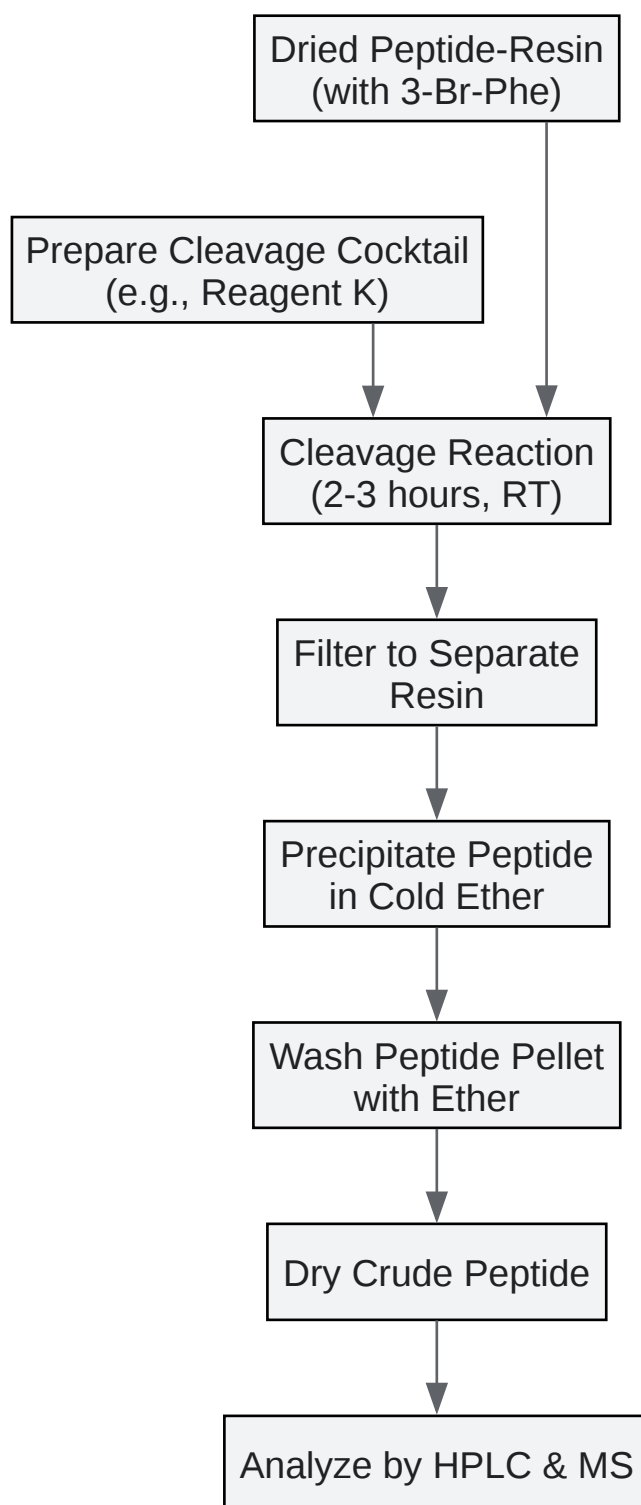 Dried Peptide-Resin
(with 3-Br-Phe)
Prepare Cleavage Cocktail
(e.g., Reagent K)
Cleavage Reaction
(2-3 hours, RT)
Filter to Separate
Resin
Precipitate Peptide
in Cold Ether
Wash Peptide Pellet
with Ether
Dry Crude Peptide
Analyze by HPLC & MS